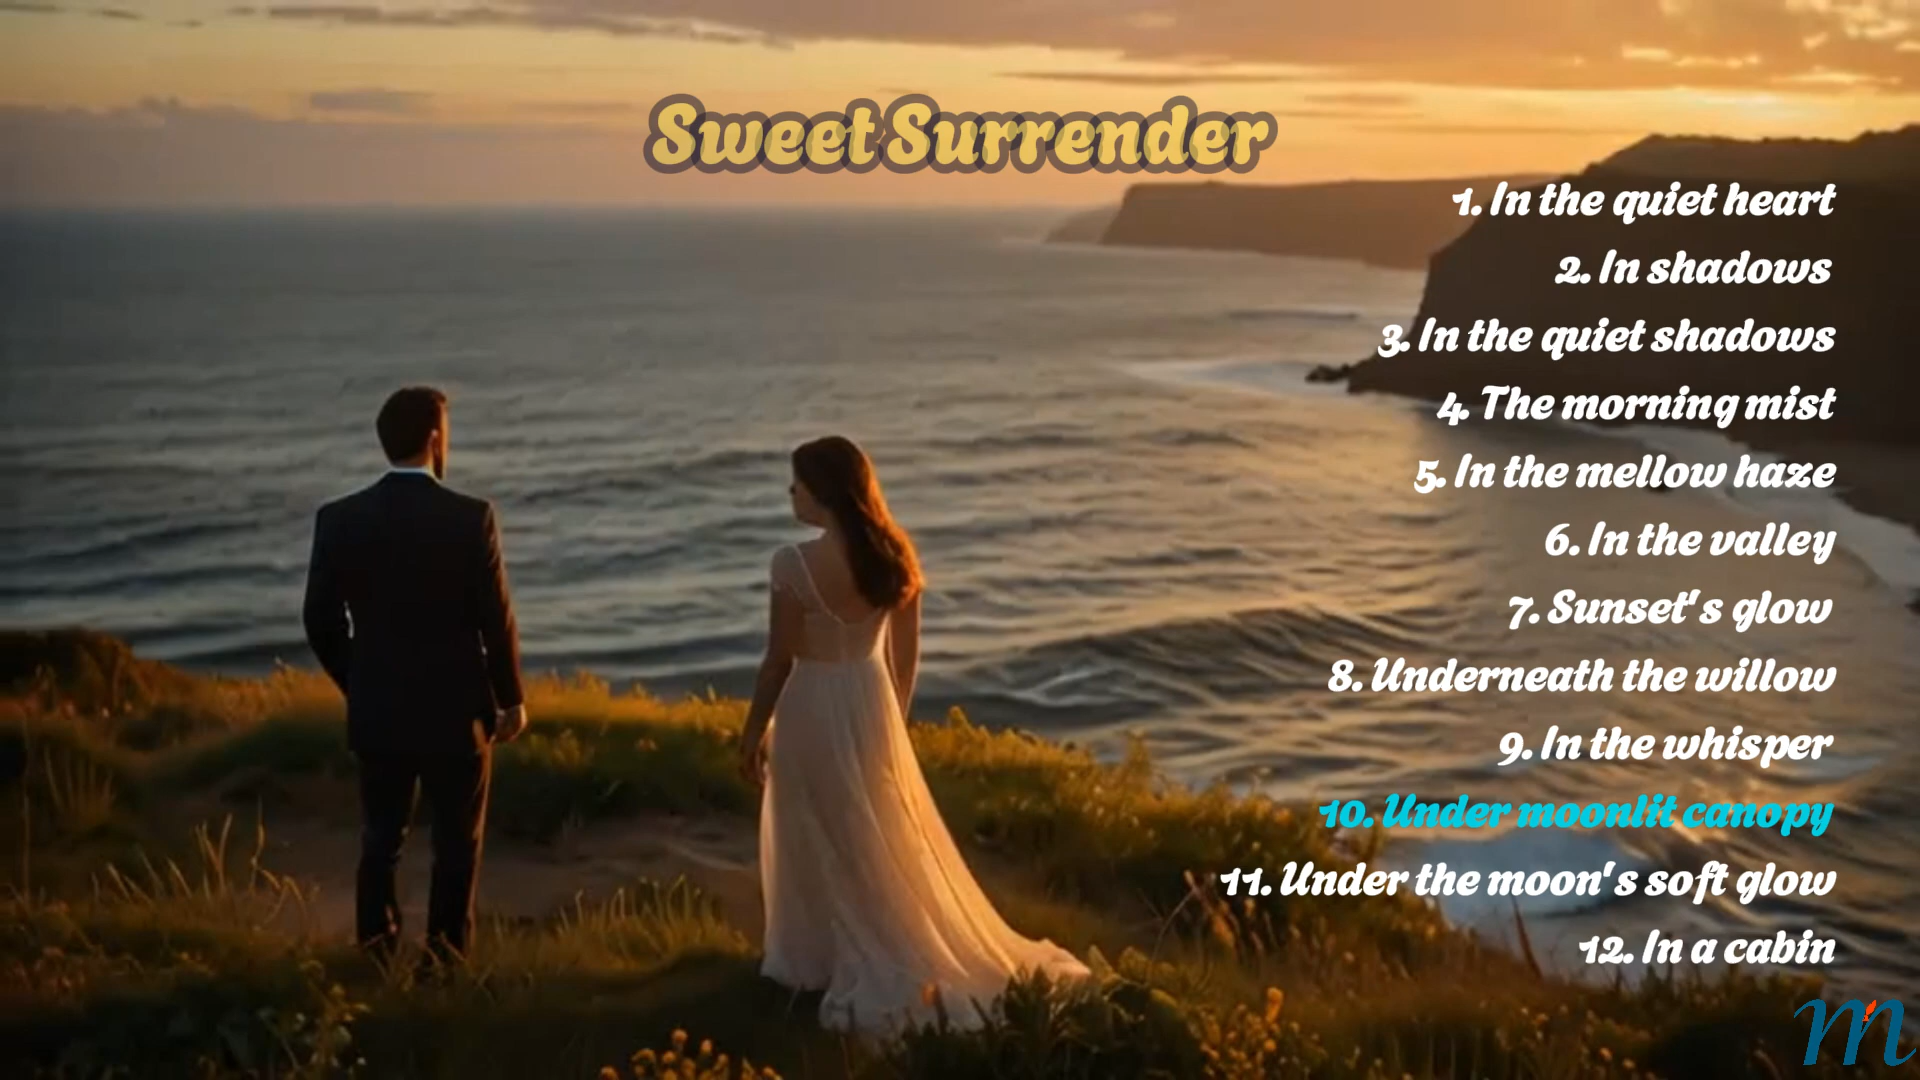 Sweet Surrender
1. In the quiet heart
2. In shadows
3. In the quiet shadows
4. The morning mist
5. In the mellow haze
6. In the valley
7. Sunset's glow
8. Underneath the willow
9. In the whisper
10. Under moonlit canopy
11. Under the moon's soft glow
12. In a cabin
m